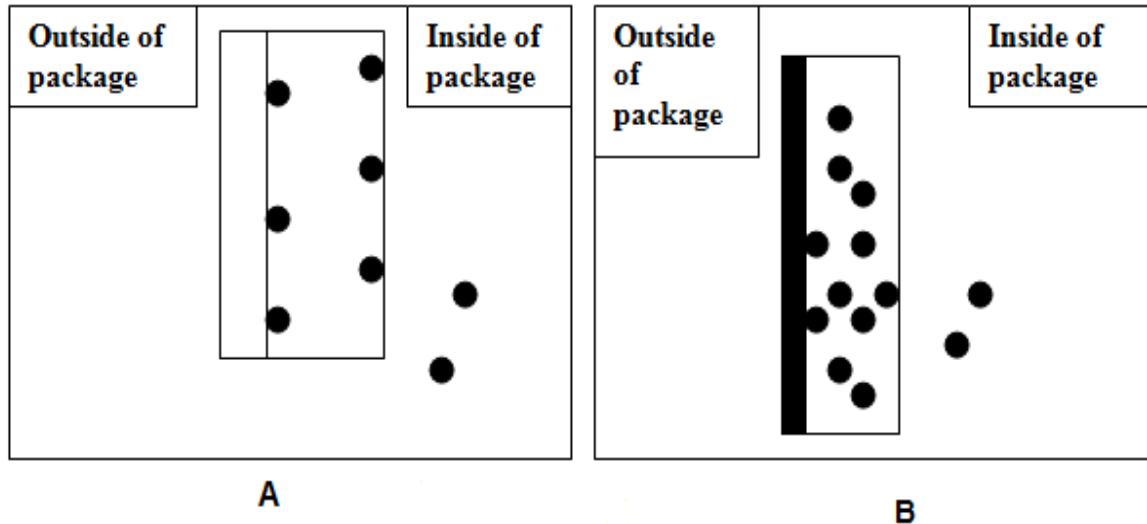 Outside of
package
Inside of
package
A
Outside
of
package
Inside of
package
B